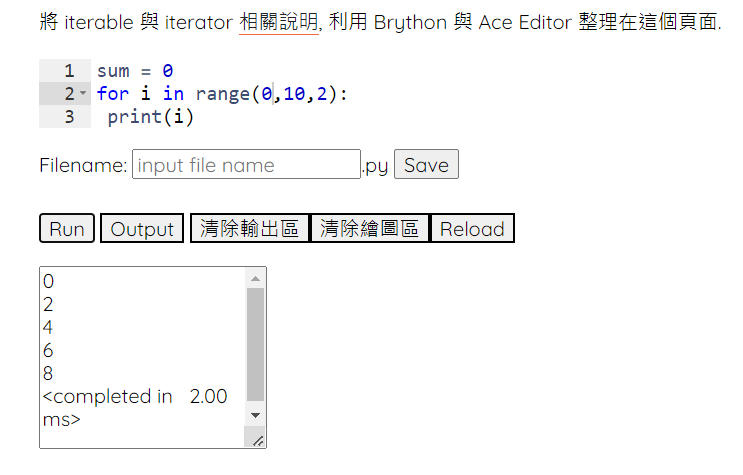 將 iterable 與 iterator 相關說明, 利用 Brython 與 Ace Editor 整理在這個頁面.
1 sum = 0
2 for i in range(0,10,2):
3 print(i)
Filename: input file name .py Save
Run Output 清除輸出區 清除繪圖區 Reload
0
2
4
6
8
<completed in 2.00
ms>